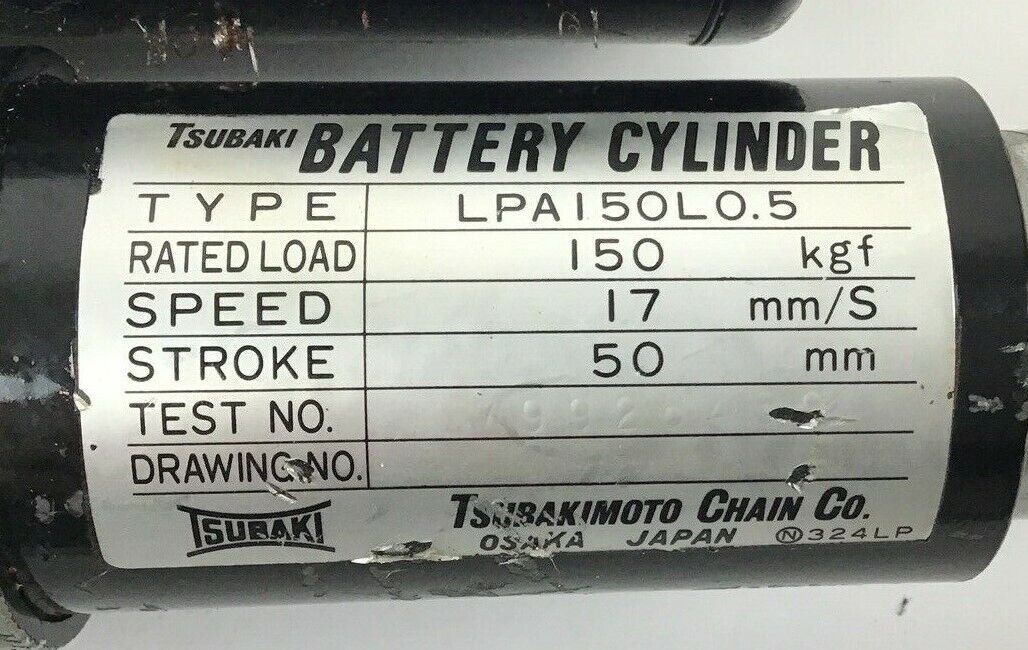 TSUBAKI BATTERY CYLINDER
TYPE LPA150L0.5
RATED LOAD 150 kgf
SPEED 17 mm/S
STROKE 50 mm
TEST NO.
DRAWING NO.
TSUBAKI
TSUBAKIMOTO CHAIN CO.
OSAKA JAPAN Ⓝ324LP